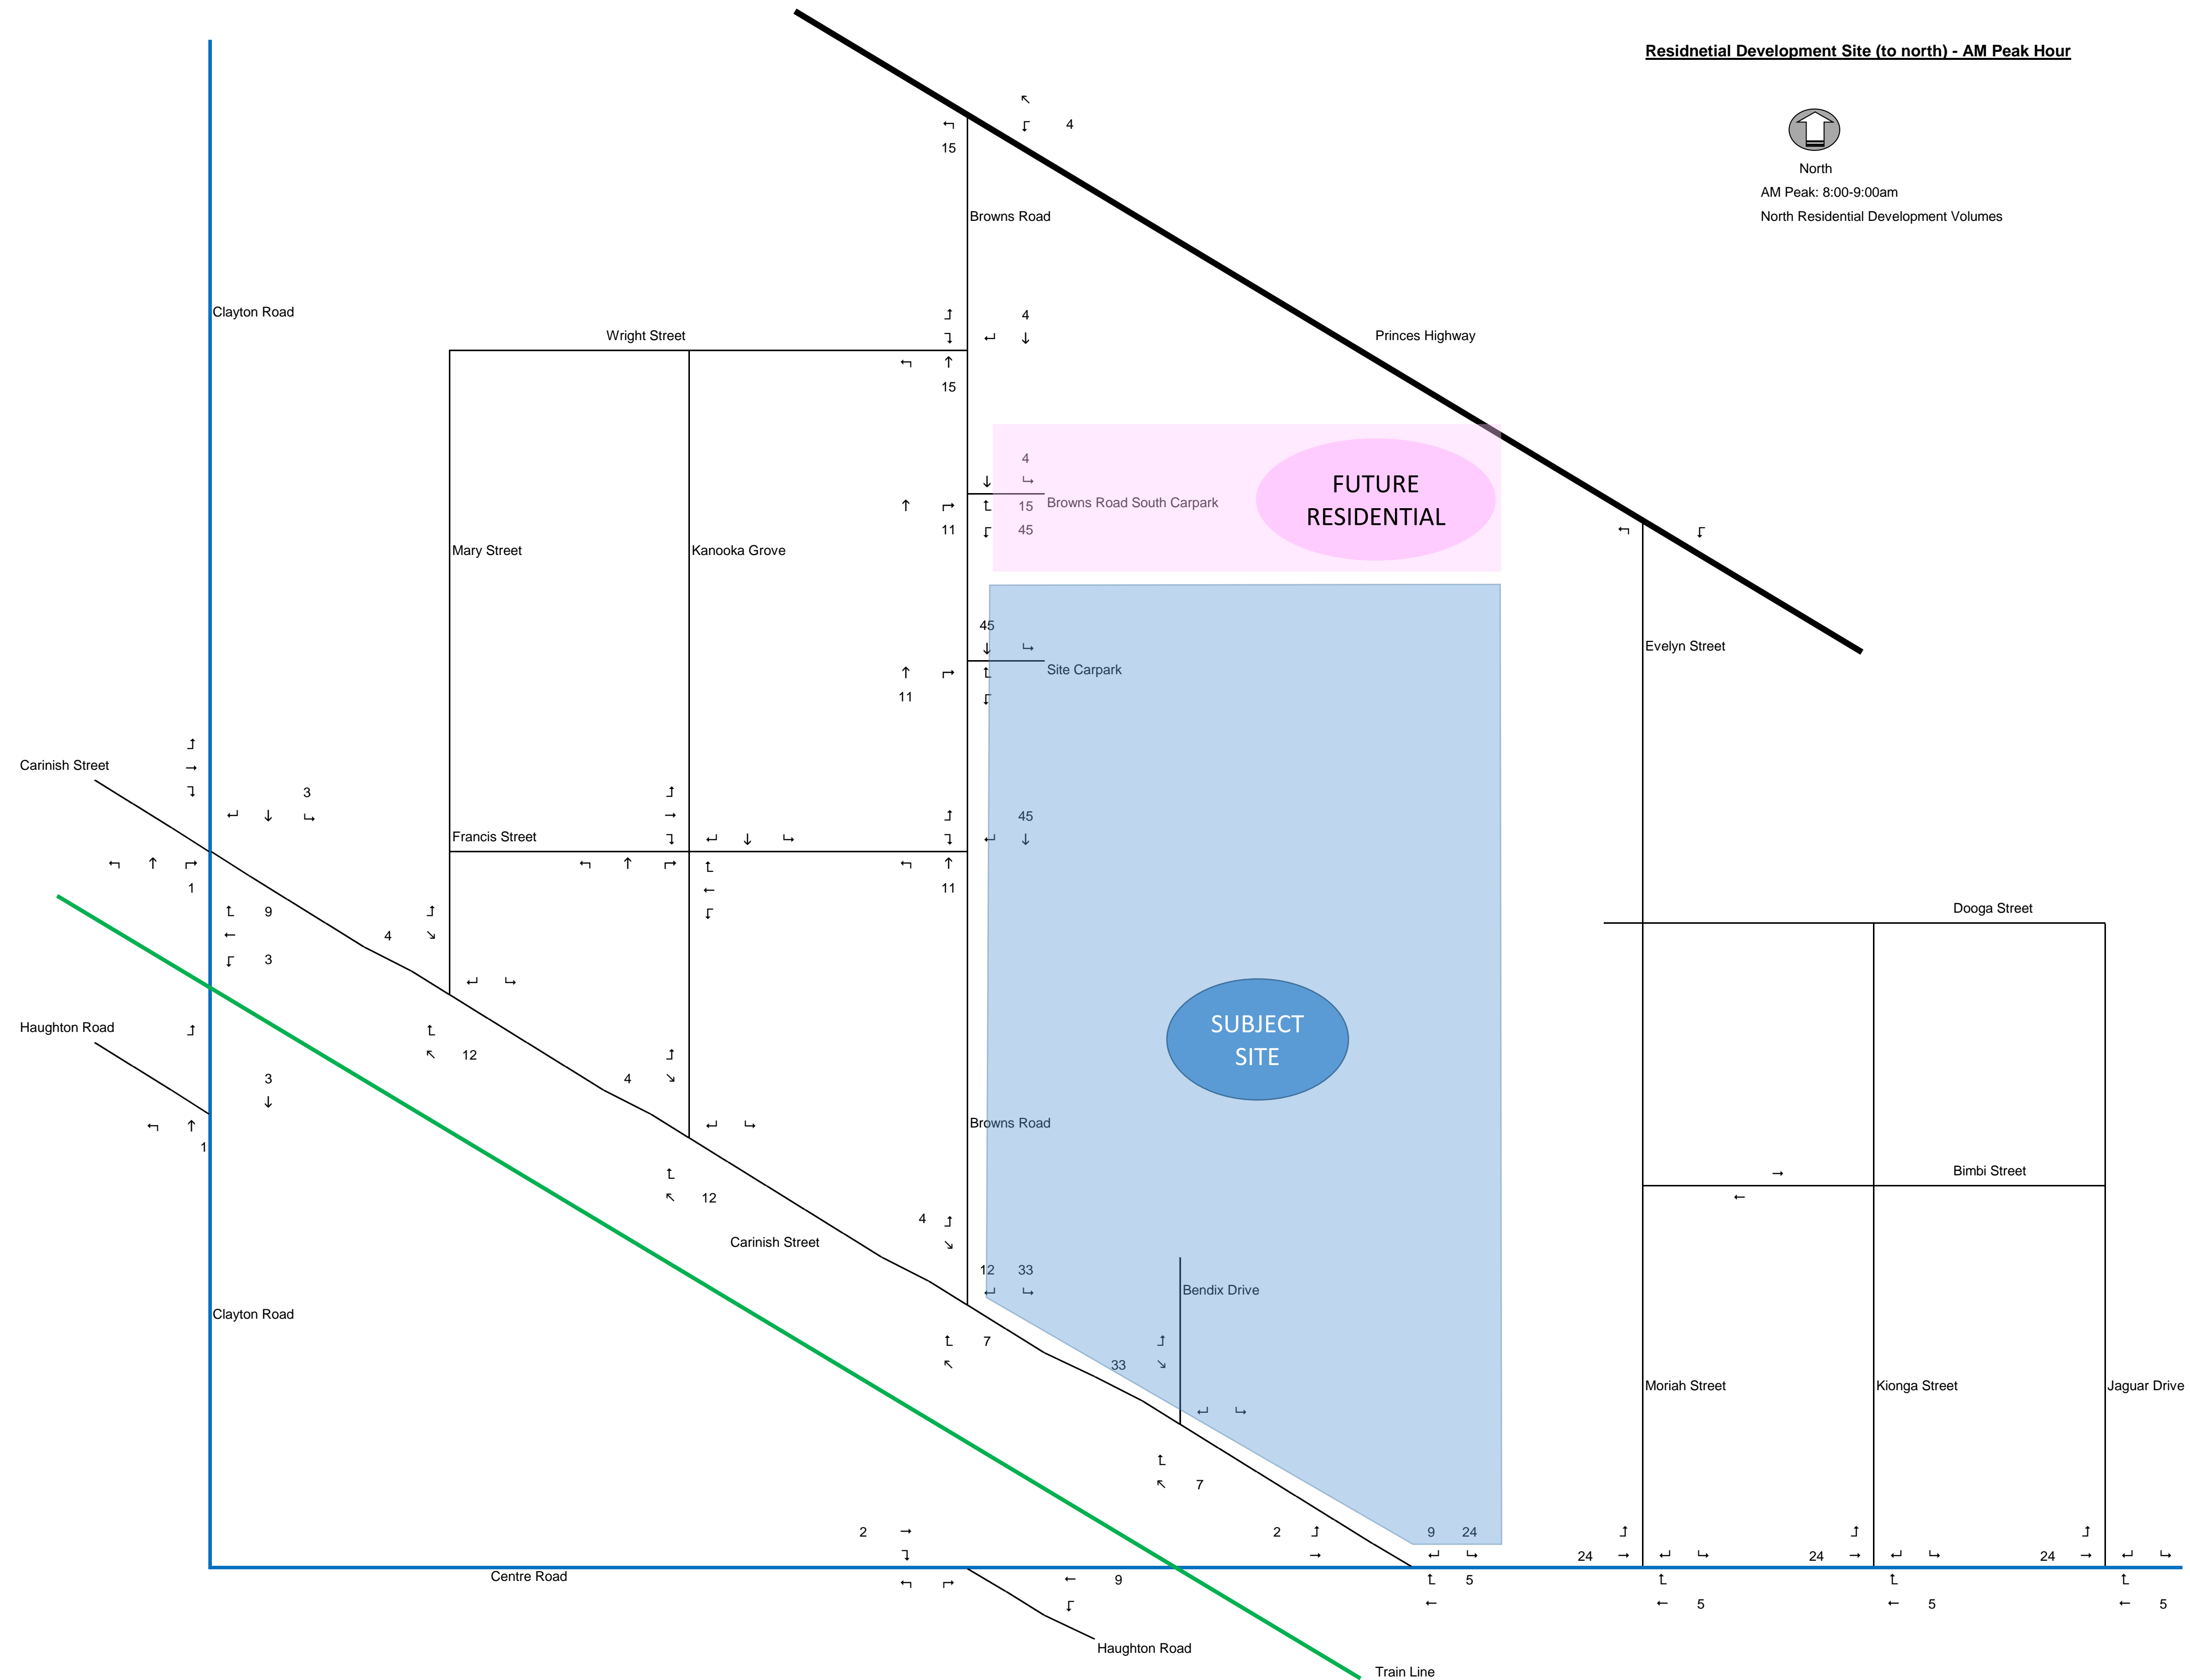 Residnetial Development Site (to north) - AM Peak Hour
4
15
North
AM Peak: 8:00-9:00am
Browns Road
North Residential Development Volumes
Clayton Road
4
Wright Street
Princes Highway
15
4
FUTURE
RESIDENTIAL
15
Browns Road South Carpark
11
45
Mary Street
Kanooka Grove
45
Evelyn Street
Site Carpark
11
Carinish Street
3
45
Francis Street
1
11
9
4
Dooga Street
3
Haughton Road
SUBJECT
SITE
12
3
4
1
Browns Road
Bimbi Street
12
4
Carinish Street
12 33
Bendix Drive
Clayton Road
7
33
Moriah Street
Kionga Street
Jaguar Drive
7
2
2
9 24
24
24
24
Centre Road
9
5
5
5
5
Haughton Road
Train Line